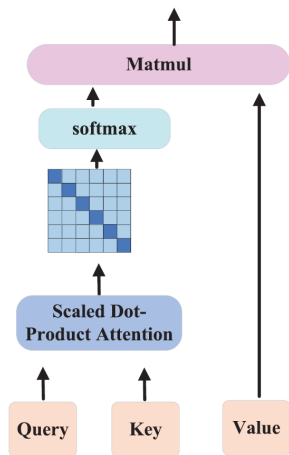 Matmul
softmax
Scaled Dot-
Product Attention
Query
Key
Value